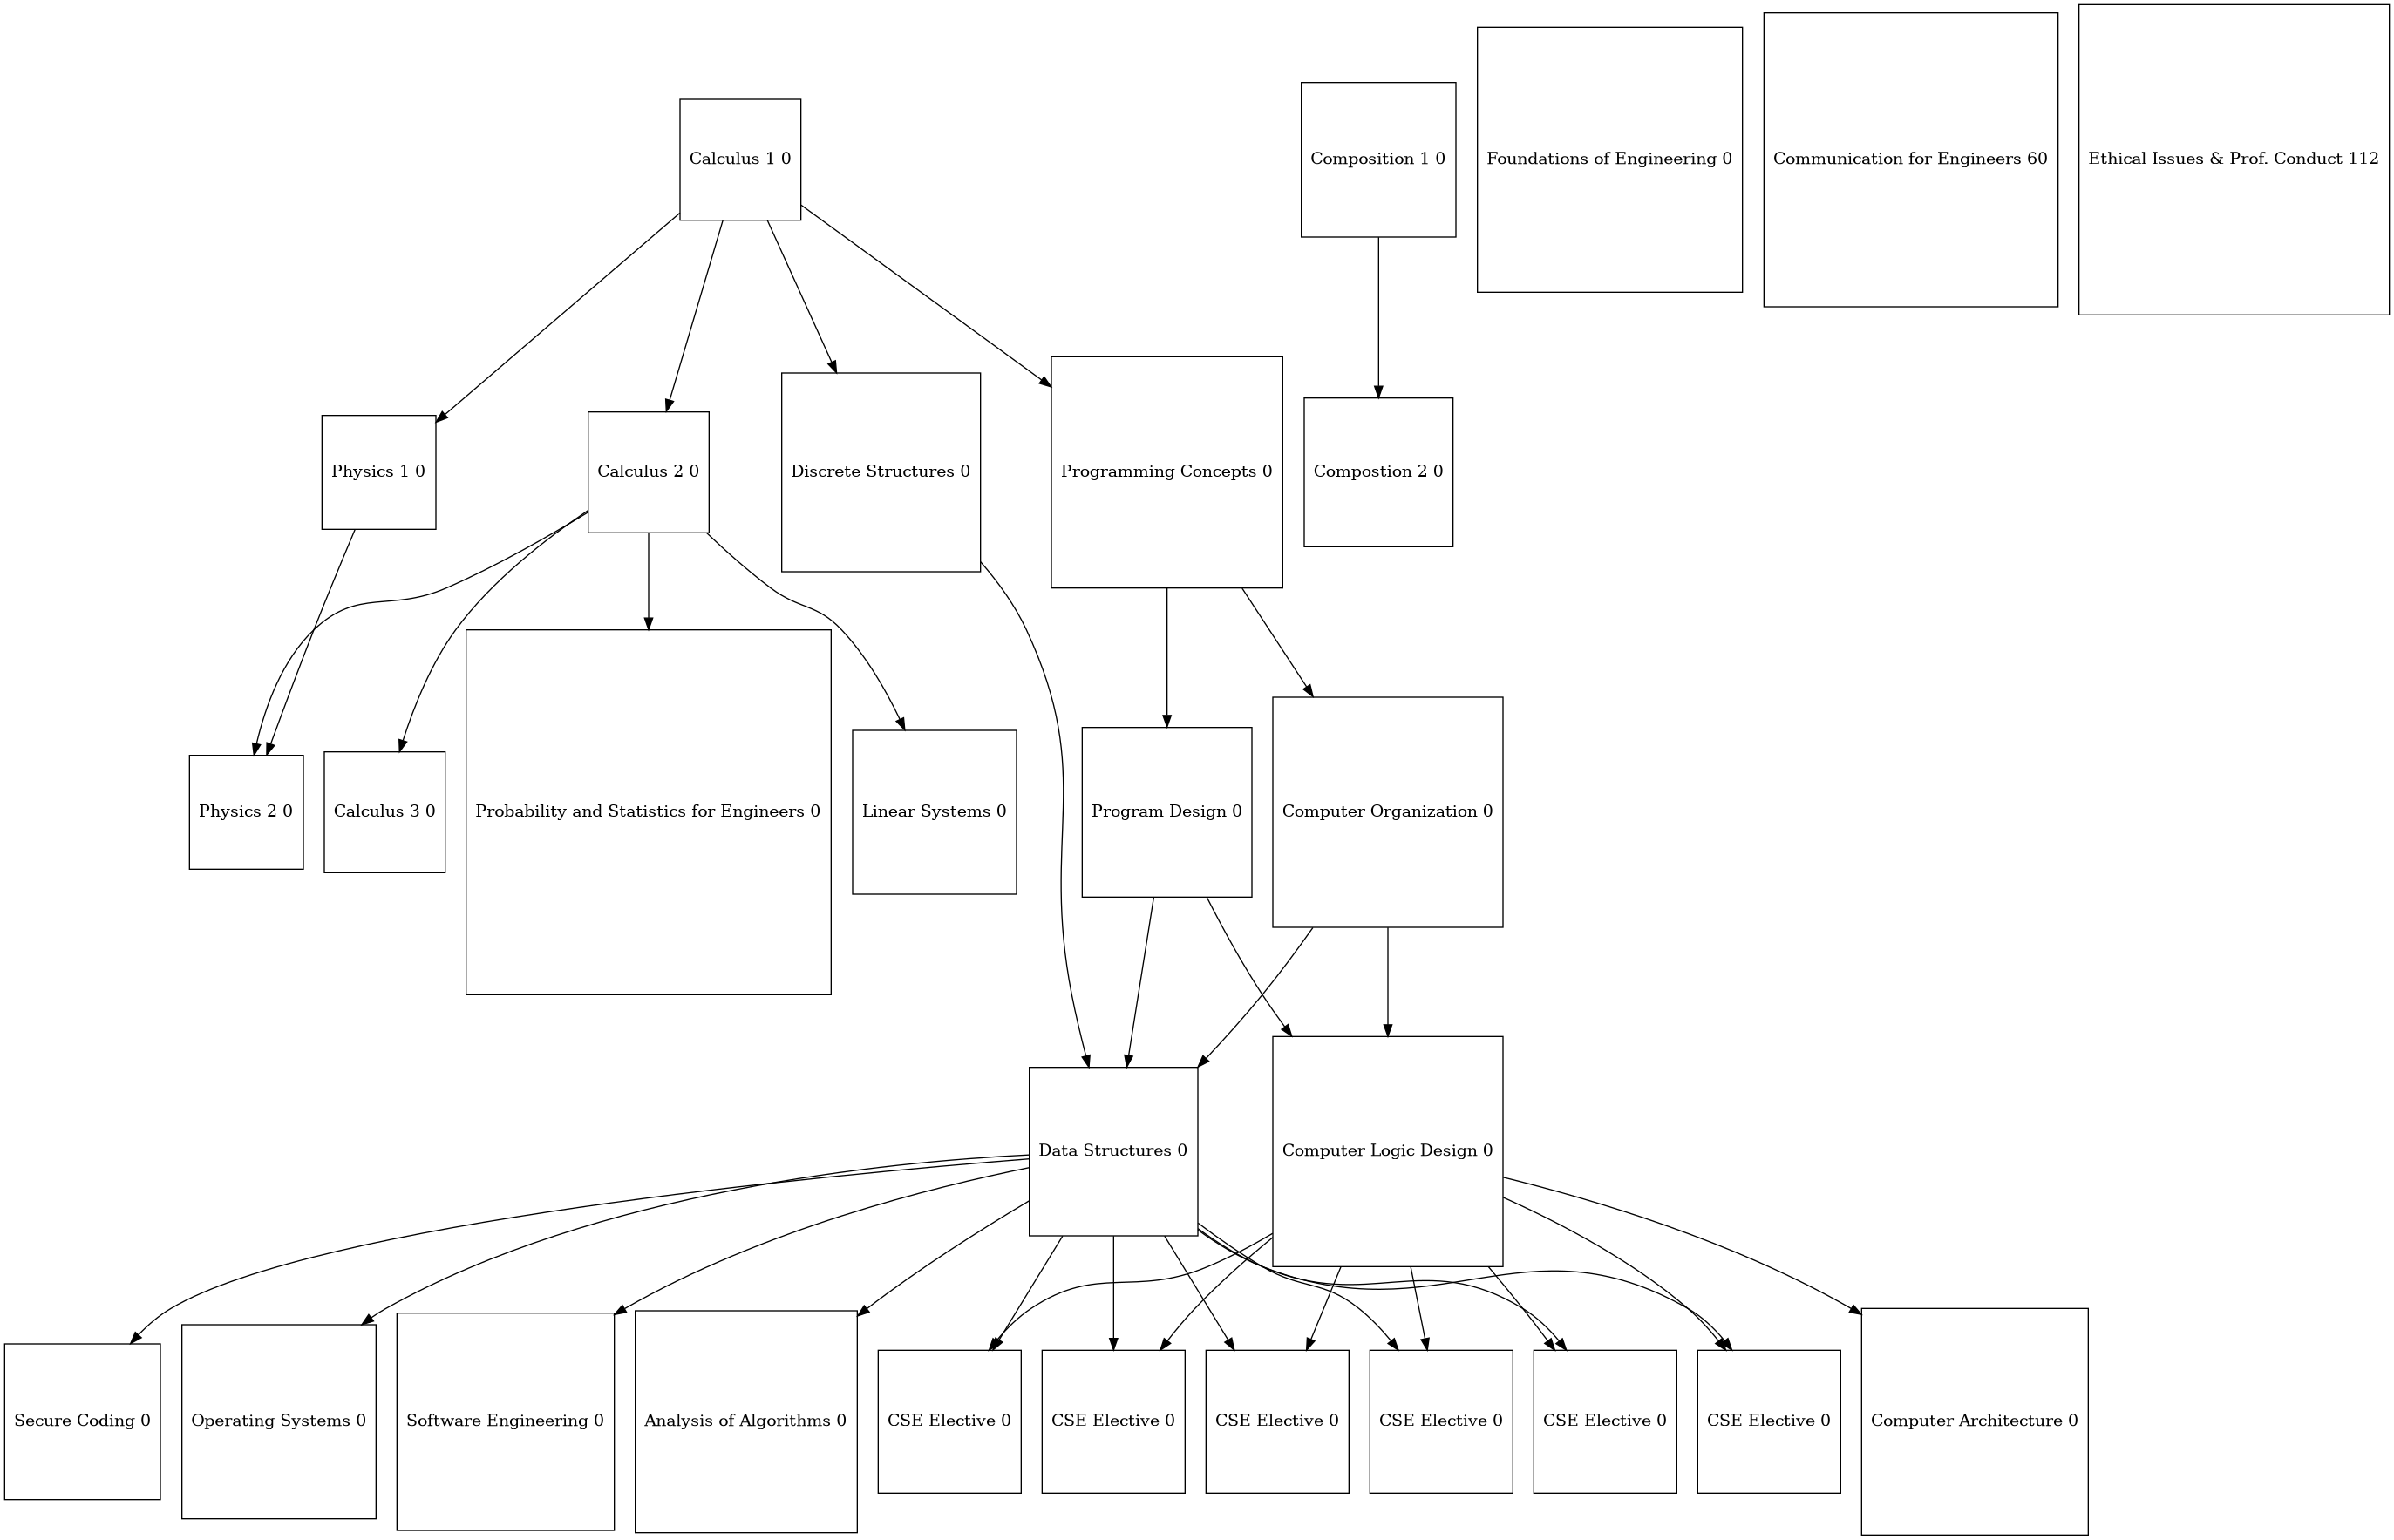 Calculus 1 0
Composition 1 0
Foundations of Engineering 0
Communication for Engineers 60
Ethical Issues & Prof. Conduct 112
Physics 1 0
Calculus 2 0
Discrete Structures 0
Programming Concepts 0
Compostion 2 0
Physics 2 0
Calculus 3 0
Probability and Statistics for Engineers 0
Linear Systems 0
Program Design 0
Computer Organization 0
Data Structures 0
Computer Logic Design 0
Secure Coding 0
Operating Systems 0
Software Engineering 0
Analysis of Algorithms 0
CSE Elective 0
CSE Elective 0
CSE Elective 0
CSE Elective 0
CSE Elective 0
CSE Elective 0
Computer Architecture 0